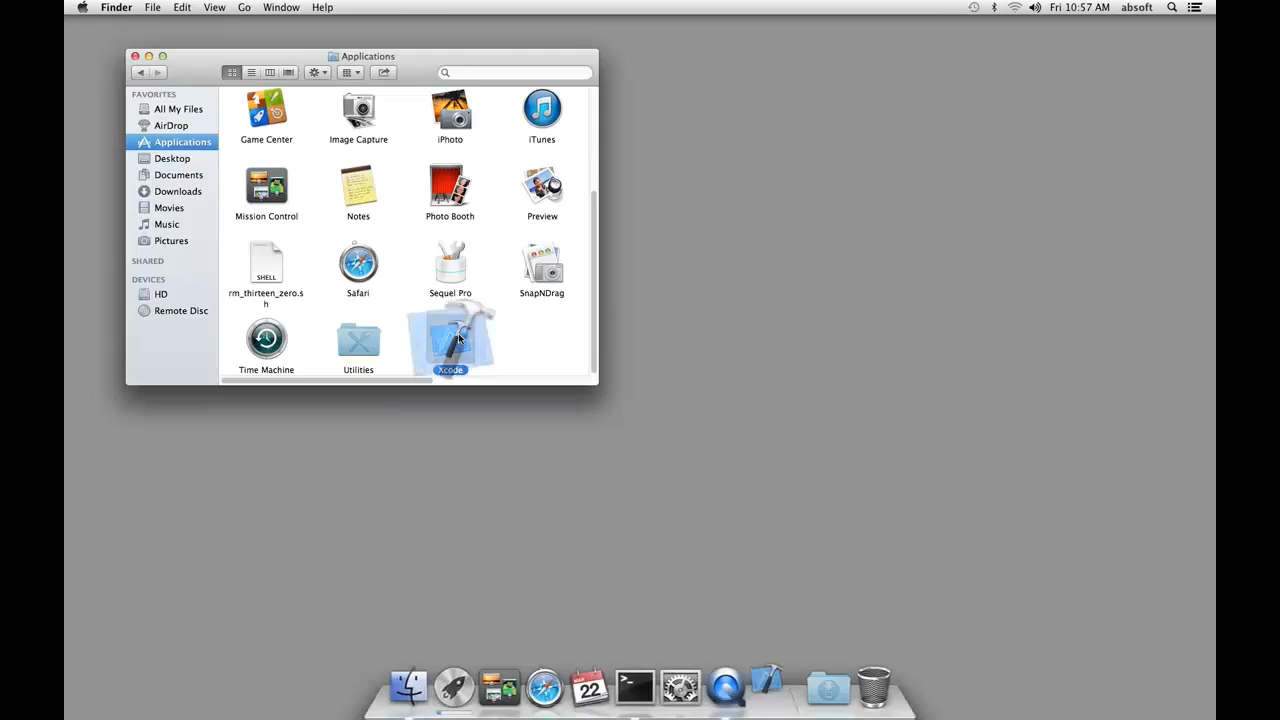 Finder File Edit View Go Window Help Fri 10:57 AM absoft
Applications
FAVORITES
All My Files
AirDrop
Applications
Desktop
Documents
Downloads
Movies
Music
Pictures
SHARED
DEVICES
HD
Remote Disc
Game Center Image Capture iPhoto iTunes
Mission Control Notes Photo Booth Preview
SHELL
rm_thirteen_zero.s
h
Safari Sequel Pro SnapNDrag
Time Machine Utilities Xcode
MAR
22